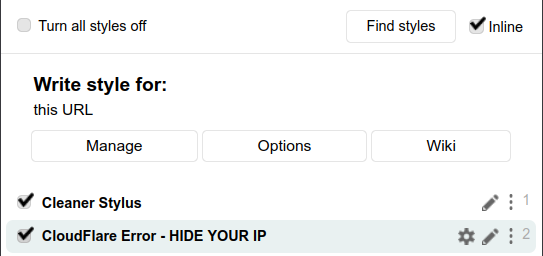 Turn all styles off
Find styles
Inline
Write style for:
this URL
Manage
Options
Wiki
Cleaner Stylus
1
CloudFlare Error - HIDE YOUR IP
2